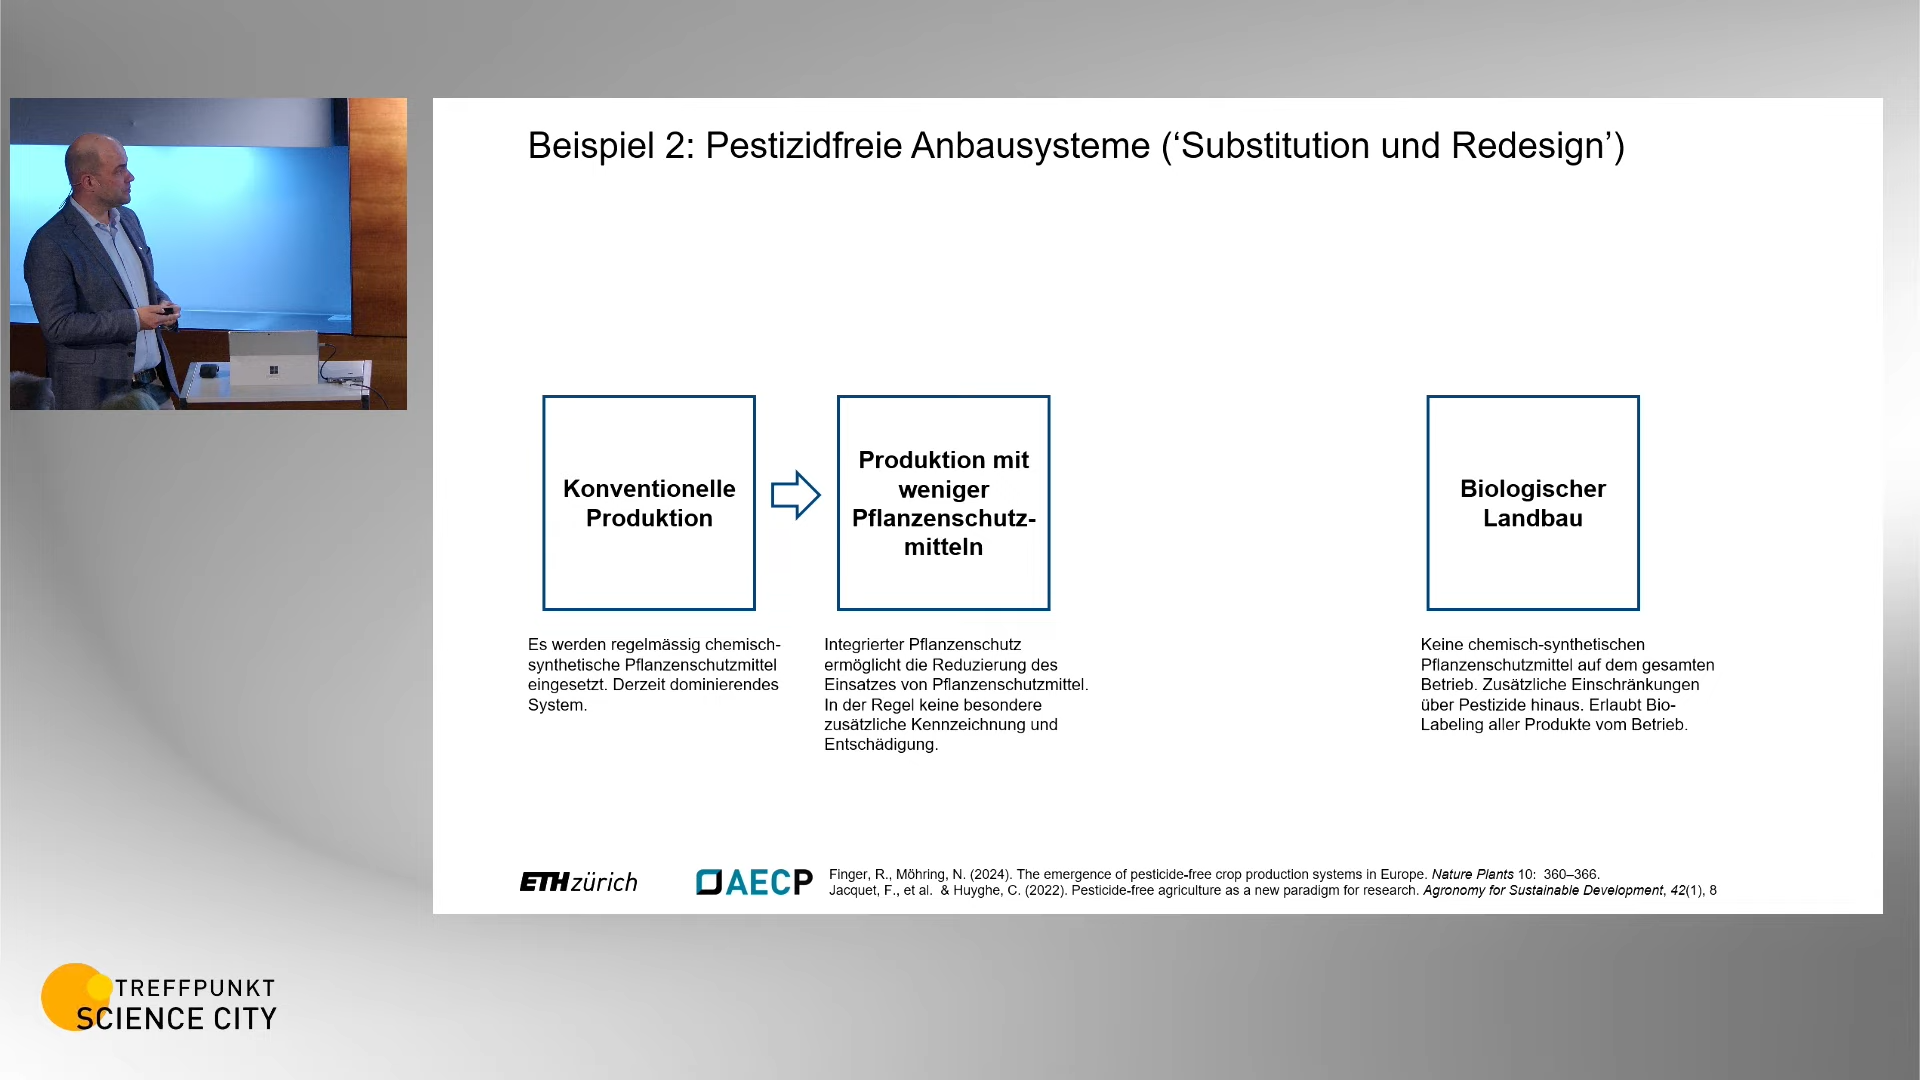 Beispiel 2: Pestizidfreie Anbausysteme (‘Substitution und Redesign’)
Konventionelle
Produktion
Produktion mit
weniger
Pflanzenschutz-
mitteln
Biologischer
Landbau
Es werden regelmässig chemisch-
synthetische Pflanzenschutzmittel
eingesetzt. Derzeit dominierendes
System.
Integrierter Pflanzenschutz
ermöglicht die Reduzierung des
Einsatzes von Pflanzenschutzmittel.
In der Regel keine besondere
zusätzliche Kennzeichnung und
Entschädigung.
Keine chemisch-synthetischen
Pflanzenschutzmittel auf dem gesamten
Betrieb. Zusätzliche Einschränkungen
über Pestizide hinaus. Erlaubt Bio-
Labeling aller Produkte vom Betrieb.
ETH zürich
AECP
Finger, R., Möhring, N. (2024). The emergence of pesticide-free crop production systems in Europe. Nature Plants 10: 360–366.
Jacquet, F., et al. & Huyghe, C. (2022). Pesticide-free agriculture as a new paradigm for research. Agronomy for Sustainable Development, 42(1), 8
TREFFPUNKT
SCIENCE CITY